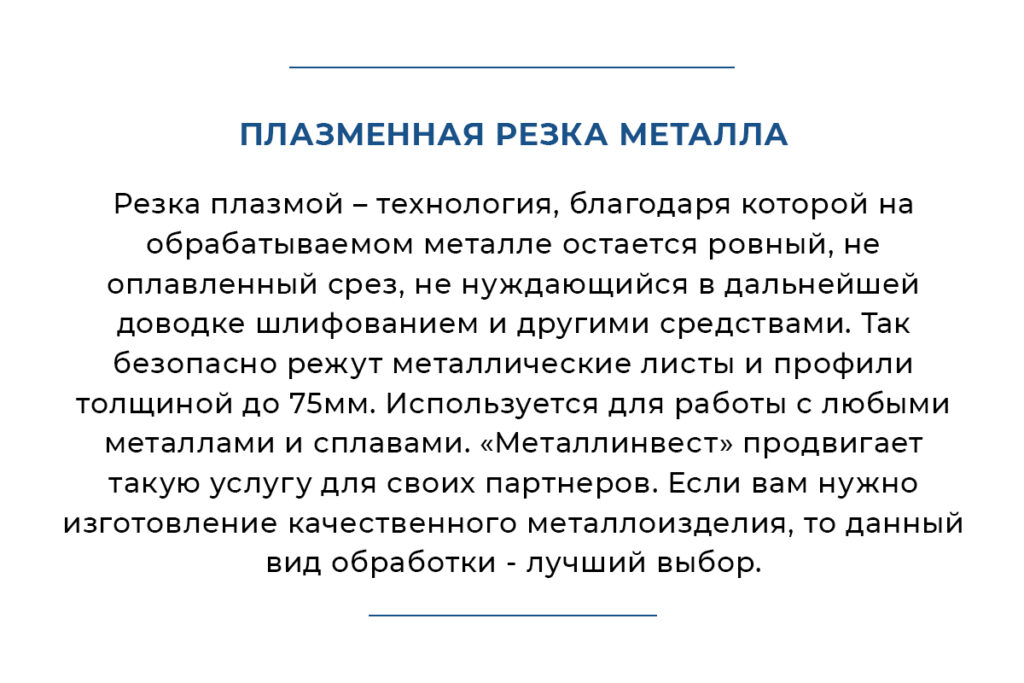 ПЛАЗМЕННАЯ РЕЗКА МЕТАЛЛА
Резка плазмой – технология, благодаря которой на
обрабатываемом металле остается ровный, не
оплавленный срез, не нуждающийся в дальнейшей
доводке шлифованием и другими средствами. Так
безопасно режут металлические листы и профили
толщиной до 75мм. Используется для работы с любыми
металлами и сплавами. «Металлинвест» продвигает
такую услугу для своих партнеров. Если вам нужно
изготовление качественного металлоизделия, то данный
вид обработки - лучший выбор.